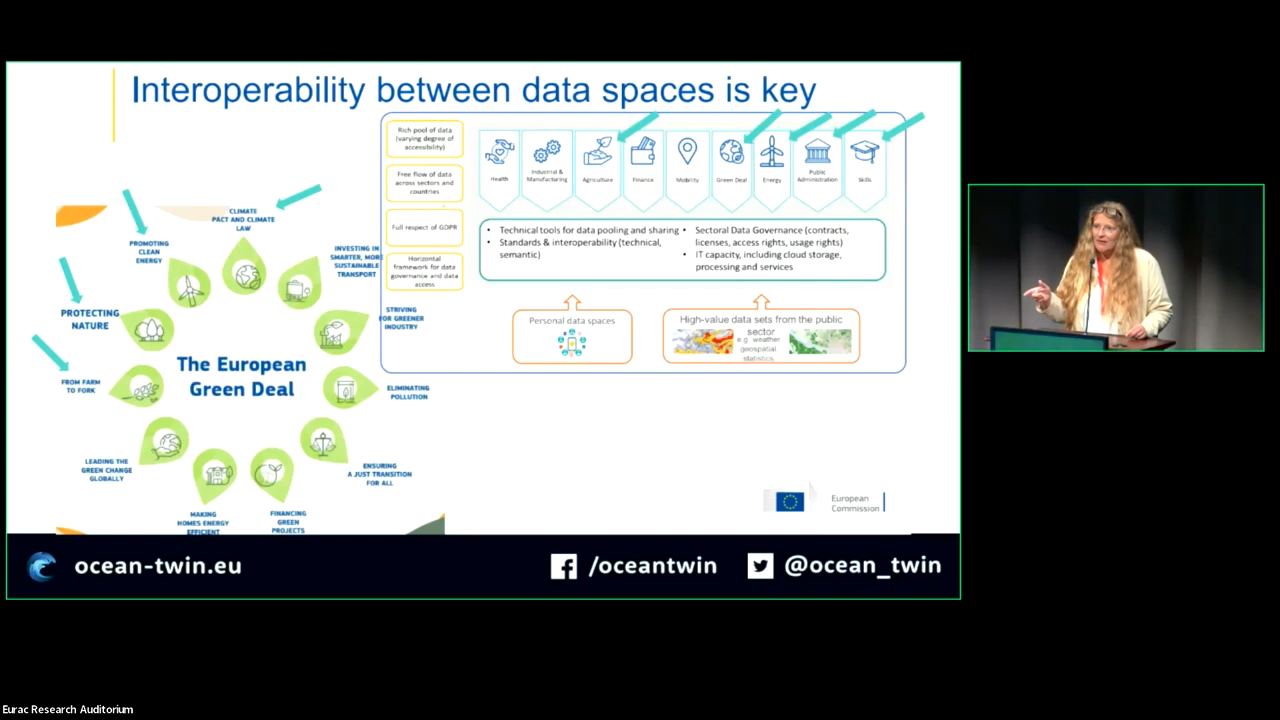 Interoperability between data spaces is key
Rich pool of data
(varying degree of
accessibility)
Free flow of data
across sectors and
countries
Full respect of GDPR
Horizontal
framework for data
governance and data
access
Health
Industrial &
Manufacturing
Agriculture
Finance
Mobility
Green Deal
Energy
Public
Administration
Skills
• Technical tools for data pooling and sharing
• Standards & interoperability (technical,
semantic)
• Sectoral Data Governance (contracts,
licenses, access rights, usage rights)
• IT capacity, including cloud storage,
processing and services
Personal data spaces
High-value data sets from the public
sector
e.g. weather
geospatial,
statistics
CLIMATE
PACT AND CLIMATE
LAW
PROMOTING
CLEAN
ENERGY
INVESTING IN
SMARTER, MORE
SUSTAINABLE
TRANSPORT
PROTECTING
NATURE
STRIVING
FOR GREENER
INDUSTRY
The European
Green Deal
FROM FARM
TO FORK
ELIMINATING
POLLUTION
LEADING THE
GREEN CHANGE
GLOBALLY
ENSURING
A JUST TRANSITION
FOR ALL
MAKING
HOMES ENERGY
EFFICIENT
FINANCING
GREEN
PROJECTS
European
Commission
ocean-twin.eu
/oceantwin
@ocean_twin
Eurac Research Auditorium